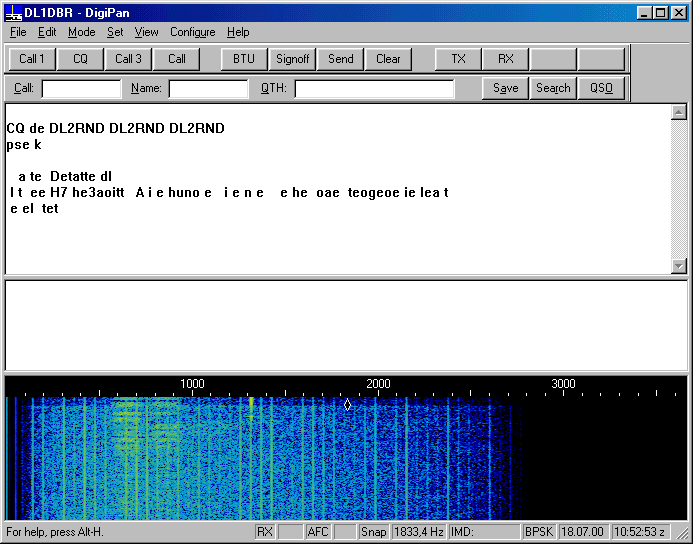 DL1DBR - DigiPan
File Edit Mode Set View Configure Help
Call 1 CQ Call 3 Call BTU Signoff Send Clear TX RX
Call: Name: QTH: Save Search QSO
CQ de DL2RND DL2RND DL2RND
pse k
a te Detatte dl
l t ee H7 he3aoitt A i e huno e i e n e e he oae teogeoe ie lea t
e el tet
1000 2000 3000
For help, press Alt-H. RX AFC Snap 1833,4 Hz IMD: BPSK 18.07.00 10:52:53 z